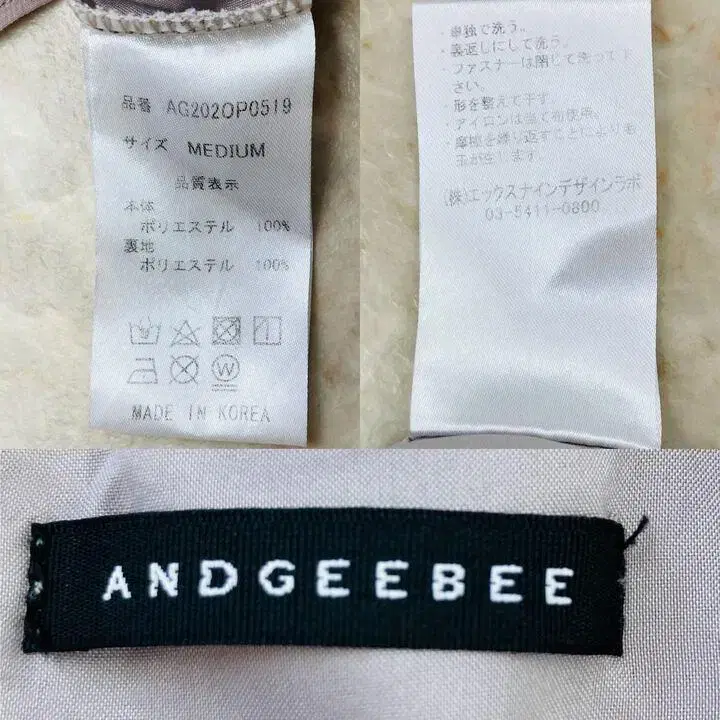 品番 AG202OP0519
サイズ MEDIUM
品質表示
本体
ポリエステル 100%
裏地
ポリエステル 100%
MADE IN KOREA
・単独で洗う。
・裏返しにして洗う。
・ファスナーは閉じて洗って下
さい。
・形を整えて干す。
・アイロンは当て布使用。
・摩擦を繰り返すことにより毛
玉が生じます。
(株)エックスナインデザインラボ
03-5411-0800
ANDGEEBEE